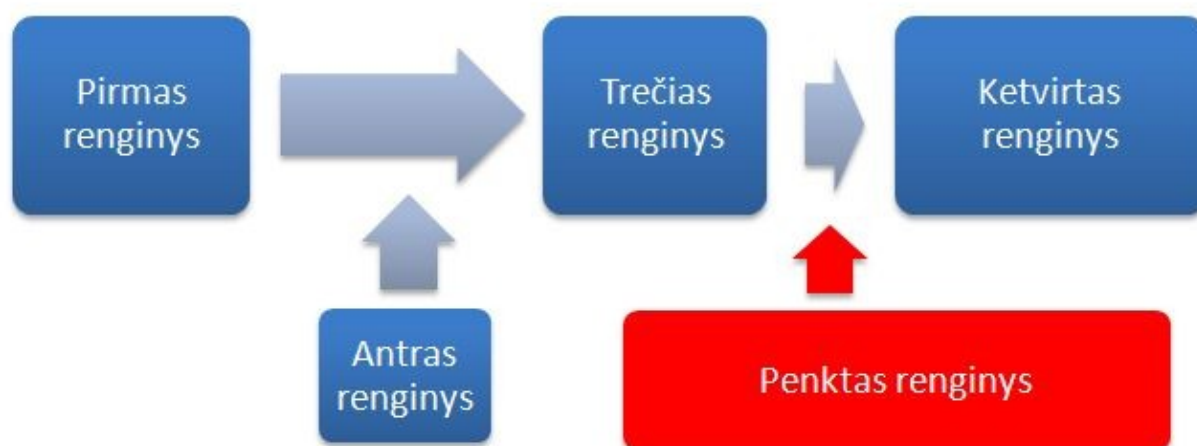 Pirmas
renginys
Trečias
renginys
Ketvirtas
renginys
Antras
renginys
Penktas renginys